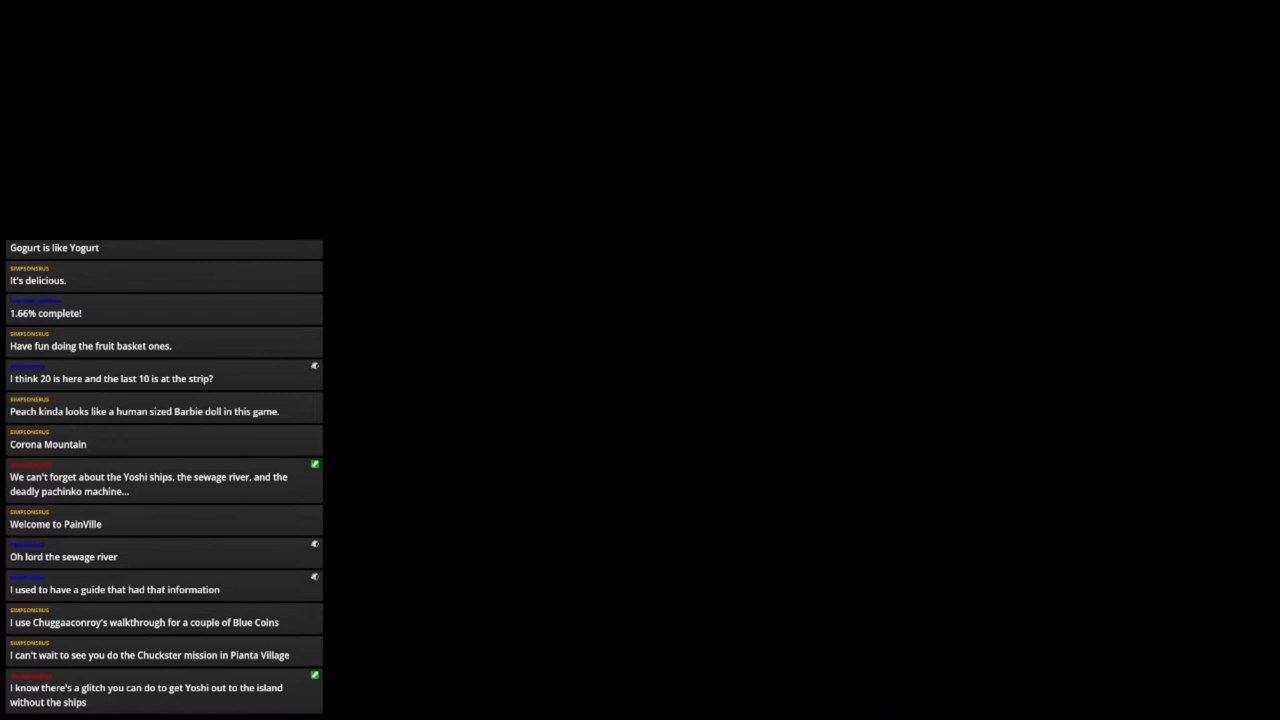 Gogurt is like Yogurt
SIMPSONSRUS
It's delicious.
1.66% complete!
SIMPSONSRUS
Have fun doing the fruit basket ones.
I think 20 is here and the last 10 is at the strip?
SIMPSONSRUS
Peach kinda looks like a human sized Barbie doll in this game.
SIMPSONSRUS
Corona Mountain
We can't forget about the Yoshi ships, the sewage river, and the
deadly pachinko machine...
SIMPSONSRUS
Welcome to PainVille
Oh lord the sewage river
I used to have a guide that had that information
SIMPSONSRUS
I use Chuggaaconroy's walkthrough for a couple of Blue Coins
SIMPSONSRUS
I can't wait to see you do the Chuckster mission in Pianta Village
I know there's a glitch you can do to get Yoshi out to the island
without the ships